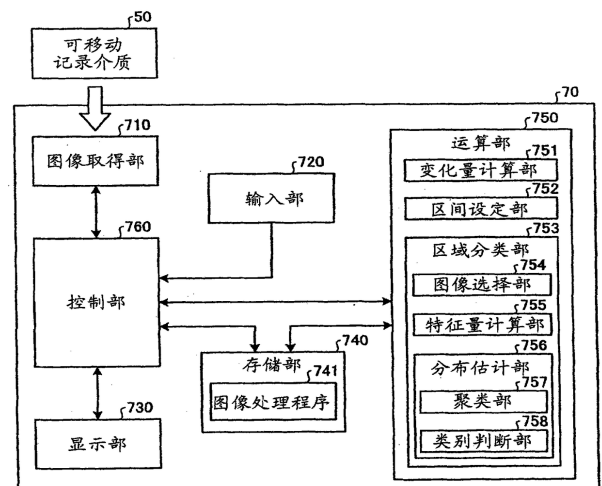 50
可移动
记录介质
70
710
图像取得部
720
输入部
760
控制部
740
存储部
741
图像处理程序
730
显示部
750
运算部
751
变化量计算部
752
区间设定部
753
区域分类部
754
图像选择部
755
特征量计算部
756
分布估计部
757
聚类部
758
类别判断部